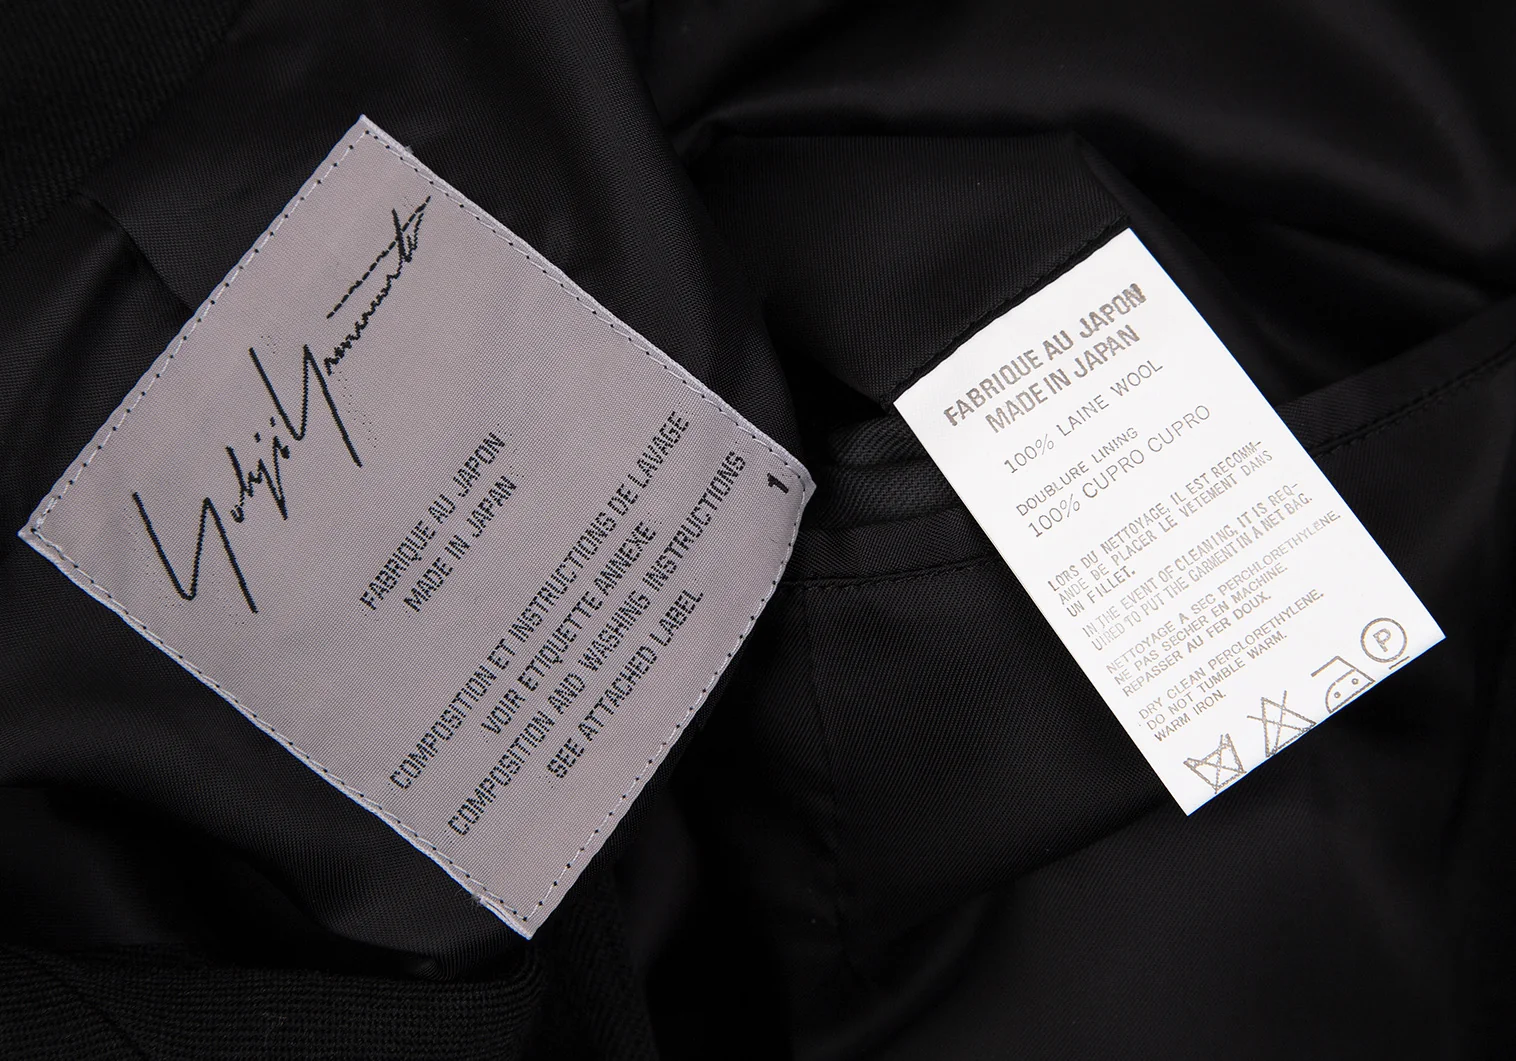 Yohji Yamamoto
FABRIQUE AU JAPON
MADE IN JAPAN
COMPOSITION ET INSTRUCTIONS DE LAVAGE
VOIR ETIQUETTE ANNEXE
COMPOSITION AND WASHING INSTRUCTIONS
SEE ATTACHED LABEL
1
FABRIQUE AU JAPON
MADE IN JAPAN
100% LAINE WOOL
DOUBLURE LINING
100% CUPRO CUPRO
LORS DU NETTOYAGE, IL EST RECOMM-
ANDE DE PLACER LE VETEMENT DANS
UN FILLET.
IN THE EVENT OF CLEANING, IT IS REQ-
UIRED TO PUT THE GARMENT IN A NET BAG.
NETTOYAGE A SEC PERCHLORETHYLENE.
NE PAS SECHER EN MACHINE.
REPASSER AU FER DOUX.
DRY CLEAN PERCLORETHYLENE.
DO NOT TUMBLE WARM.
WARM IRON.
P